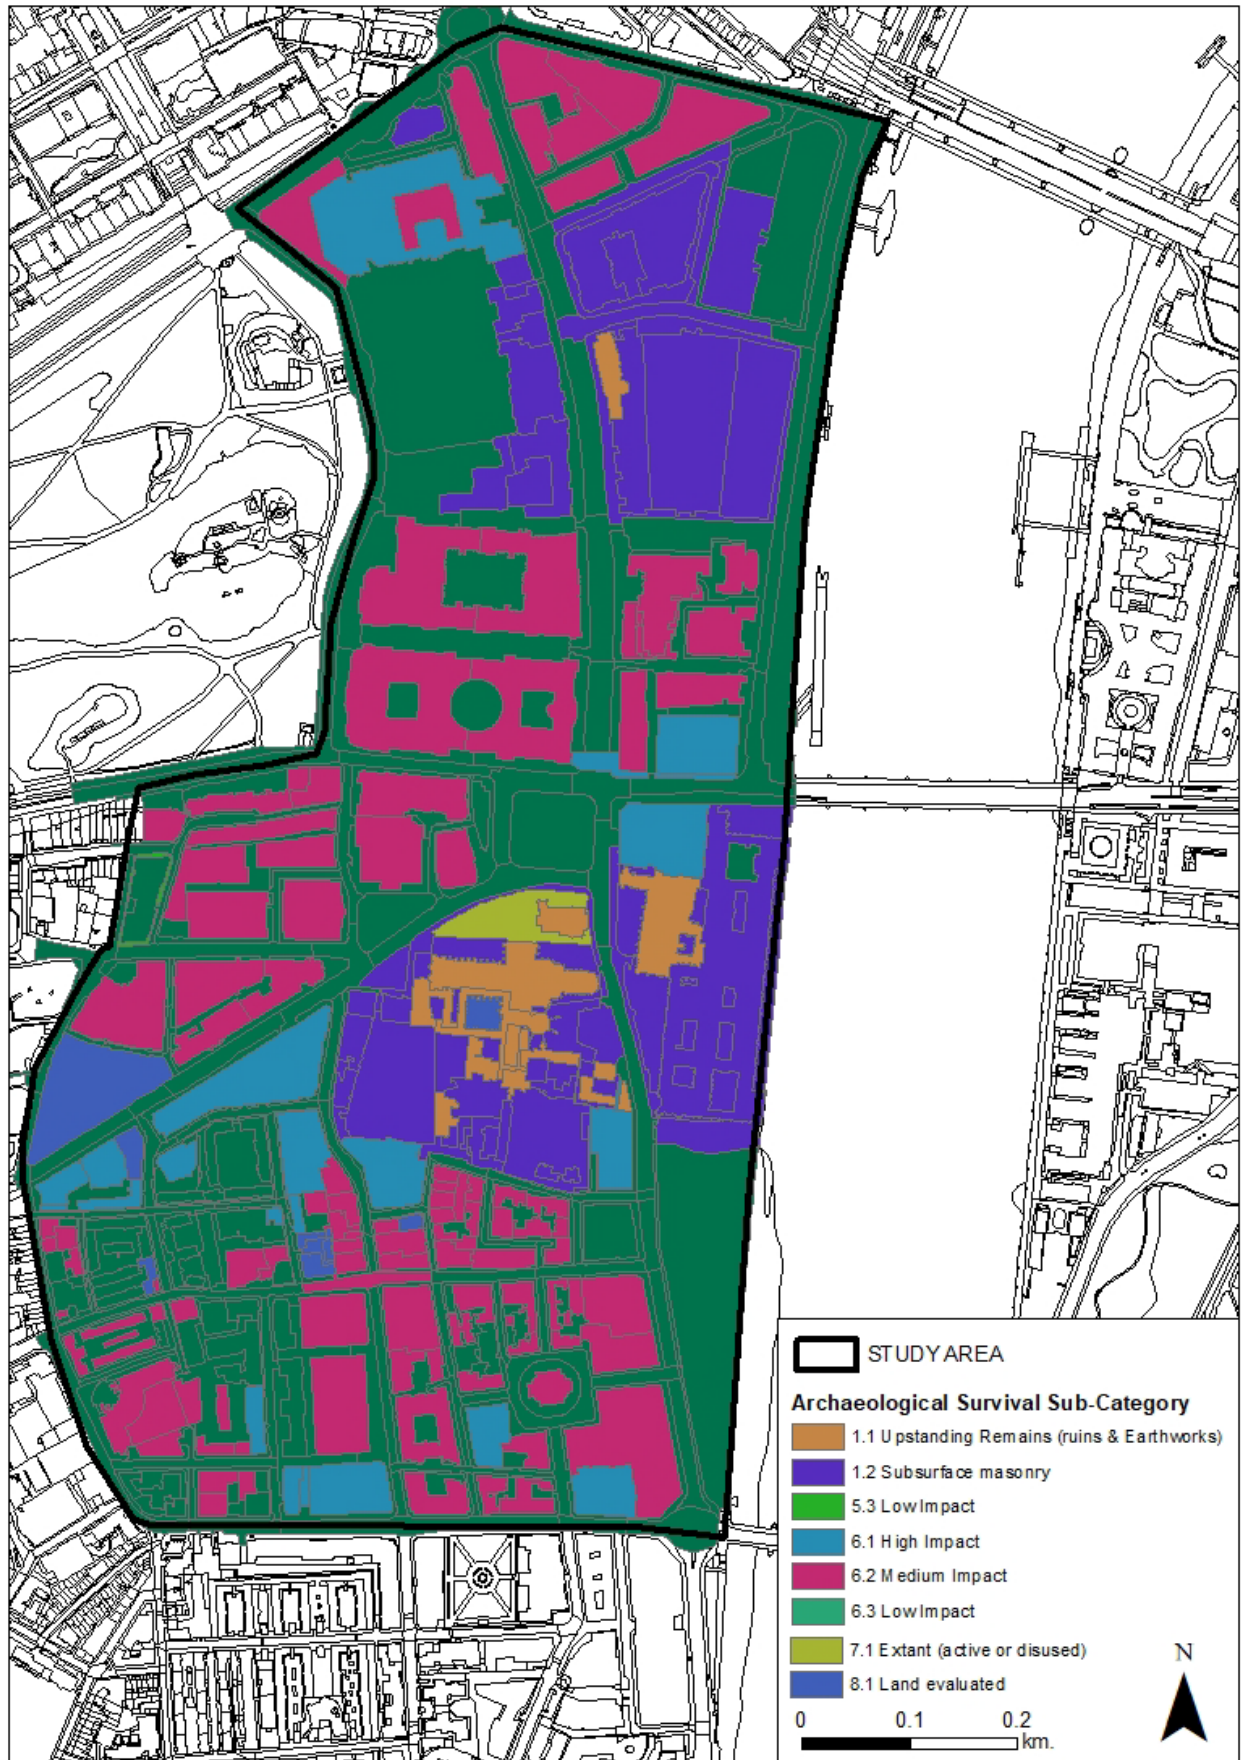 STUDY AREA
Archaeological Survival Sub-Category
1.1 Upstanding Remains (ruins & Earthworks)
1.2 Subsurface masonry
5.3 Low Impact
6.1 High Impact
6.2 Medium Impact
6.3 Low Impact
7.1 Extant (active or disused)
8.1 Land evaluated
N
0 0.1 0.2
km.